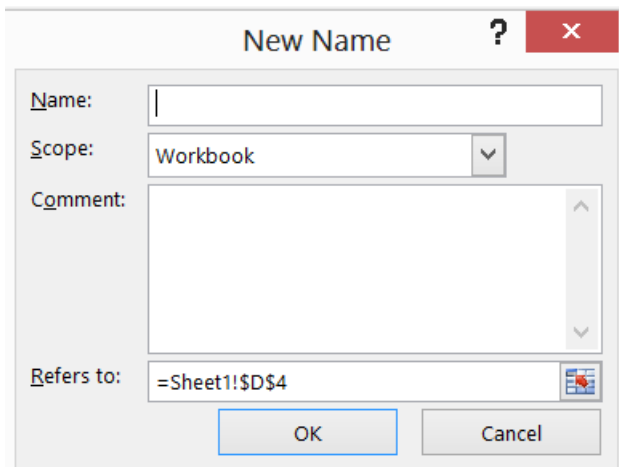 New Name ?
Name:
Scope: Workbook
Comment:
Refers to: =Sheet1!$D$4
OK Cancel